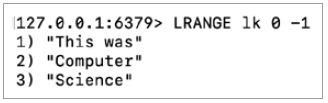 127.0.0.1:6379> LRANGE lk 0 -1
1) "This was"
2) "Computer"
3) "Science"